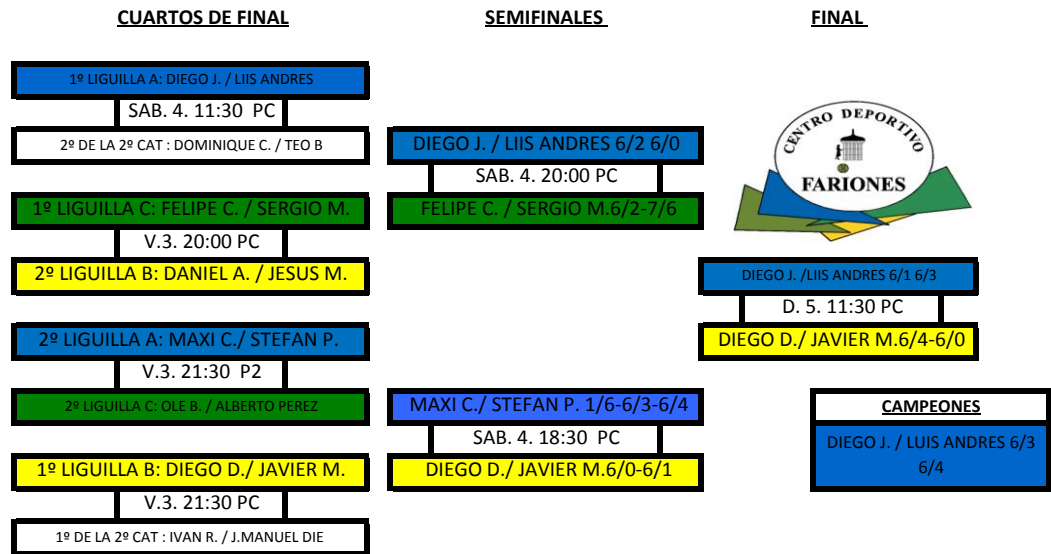 CUARTOS DE FINAL
SEMIFINALES
FINAL
1º LIGUILLA A: DIEGO J. / LIIS ANDRES
SAB. 4. 11:30 PC
2º DE LA 2º CAT : DOMINIQUE C. / TEO B
1º LIGUILLA C: FELIPE C. / SERGIO M.
V.3. 20:00 PC
2º LIGUILLA B: DANIEL A. / JESUS M.
2º LIGUILLA A: MAXI C./ STEFAN P.
V.3. 21:30 P2
2º LIGUILLA C: OLE B. / ALBERTO PEREZ
1º LIGUILLA B: DIEGO D./ JAVIER M.
V.3. 21:30 PC
1º DE LA 2º CAT : IVAN R. / J.MANUEL DIE
DIEGO J. / LIIS ANDRES 6/2 6/0
SAB. 4. 20:00 PC
FELIPE C. / SERGIO M.6/2-7/6
MAXI C./ STEFAN P. 1/6-6/3-6/4
SAB. 4. 18:30 PC
DIEGO D./ JAVIER M.6/0-6/1
CENTRO DEPORTIVO
FARIONES
DIEGO J. /LIIS ANDRES 6/1 6/3
D. 5. 11:30 PC
DIEGO D./ JAVIER M.6/4-6/0
CAMPEONES
DIEGO J. / LUIS ANDRES 6/3
6/4